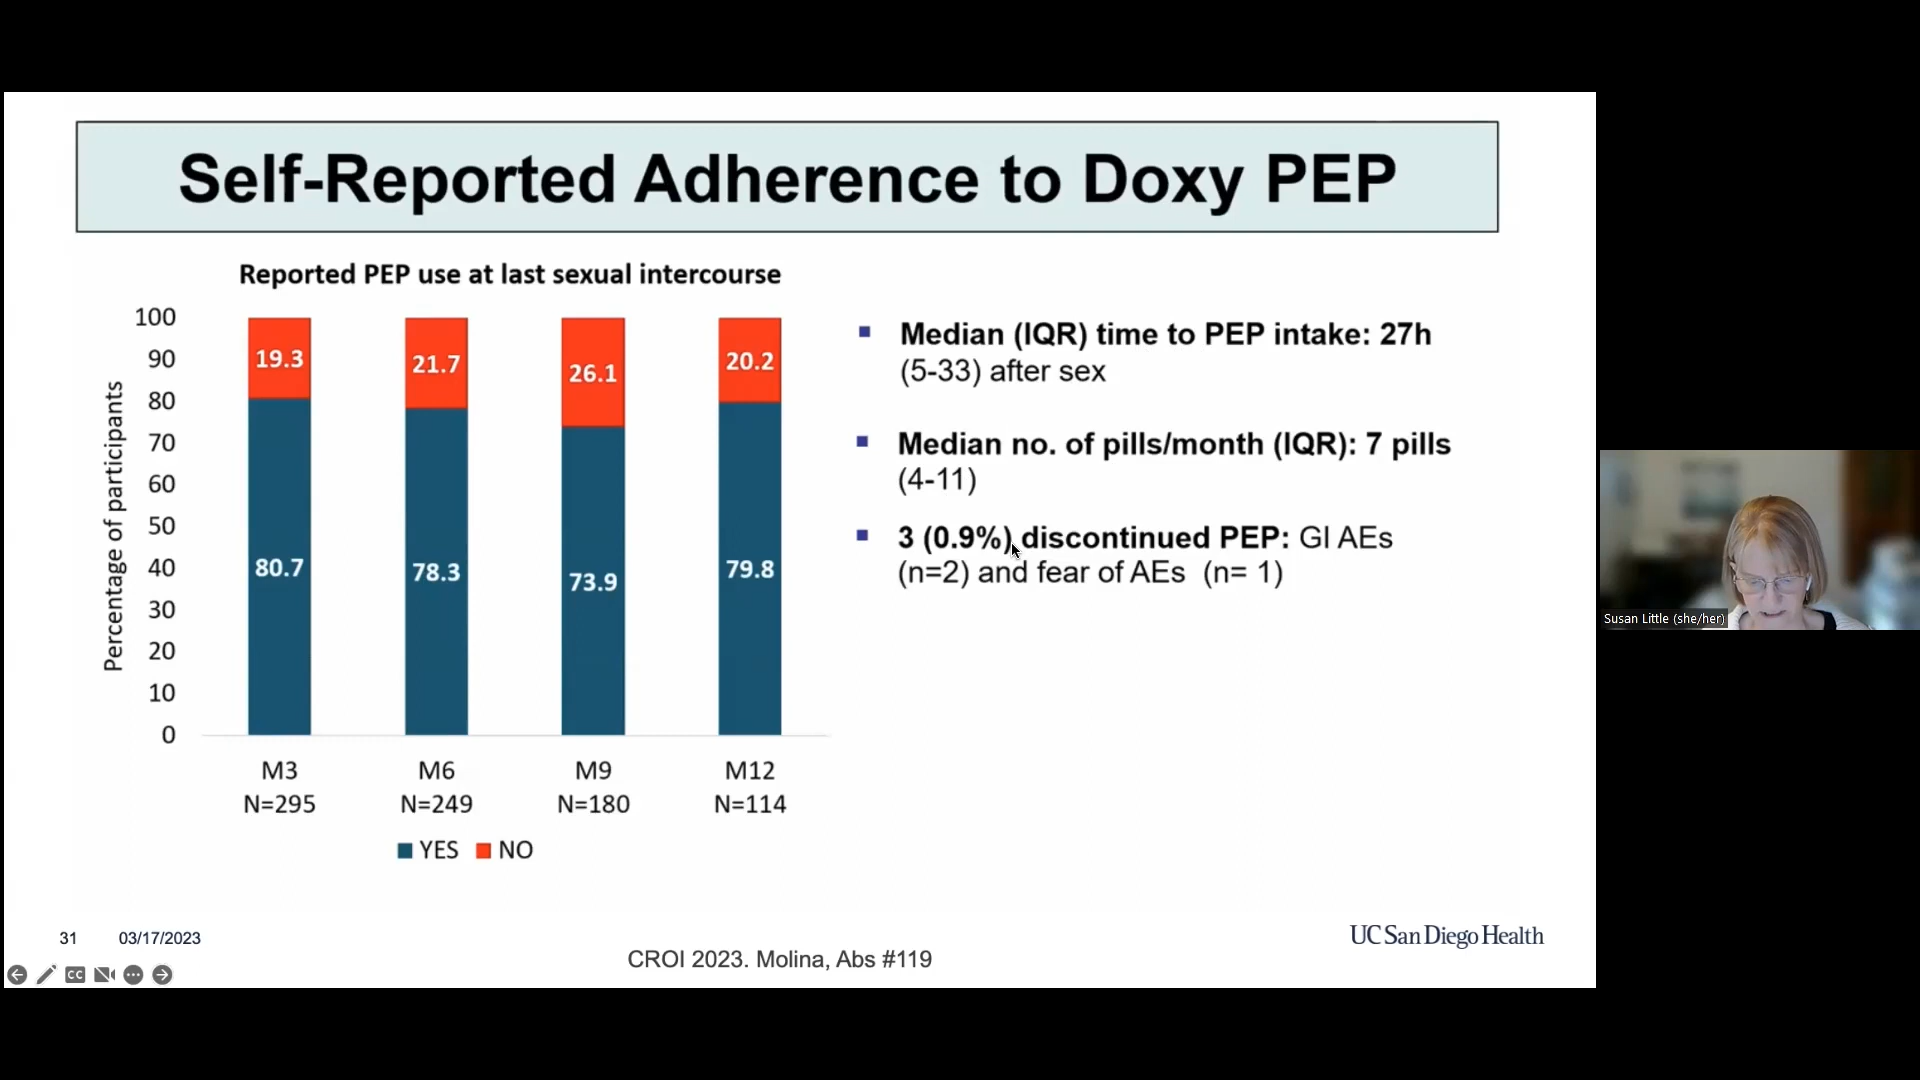 Self-Reported Adherence to Doxy PEP
Reported PEP use at last sexual intercourse
Percentage of participants
100
90
80
70
60
50
40
30
20
10
0
19.3
21.7
26.1
20.2
80.7
78.3
73.9
79.8
M3
M6
M9
M12
N=295
N=249
N=180
N=114
YES
NO
Median (IQR) time to PEP intake: 27h
(5-33) after sex
Median no. of pills/month (IQR): 7 pills
(4-11)
3 (0.9%) discontinued PEP: GI AEs
(n=2) and fear of AEs (n= 1)
31
03/17/2023
CROI 2023. Molina, Abs #119
UC San Diego Health
CC
Susan Little (she/her)